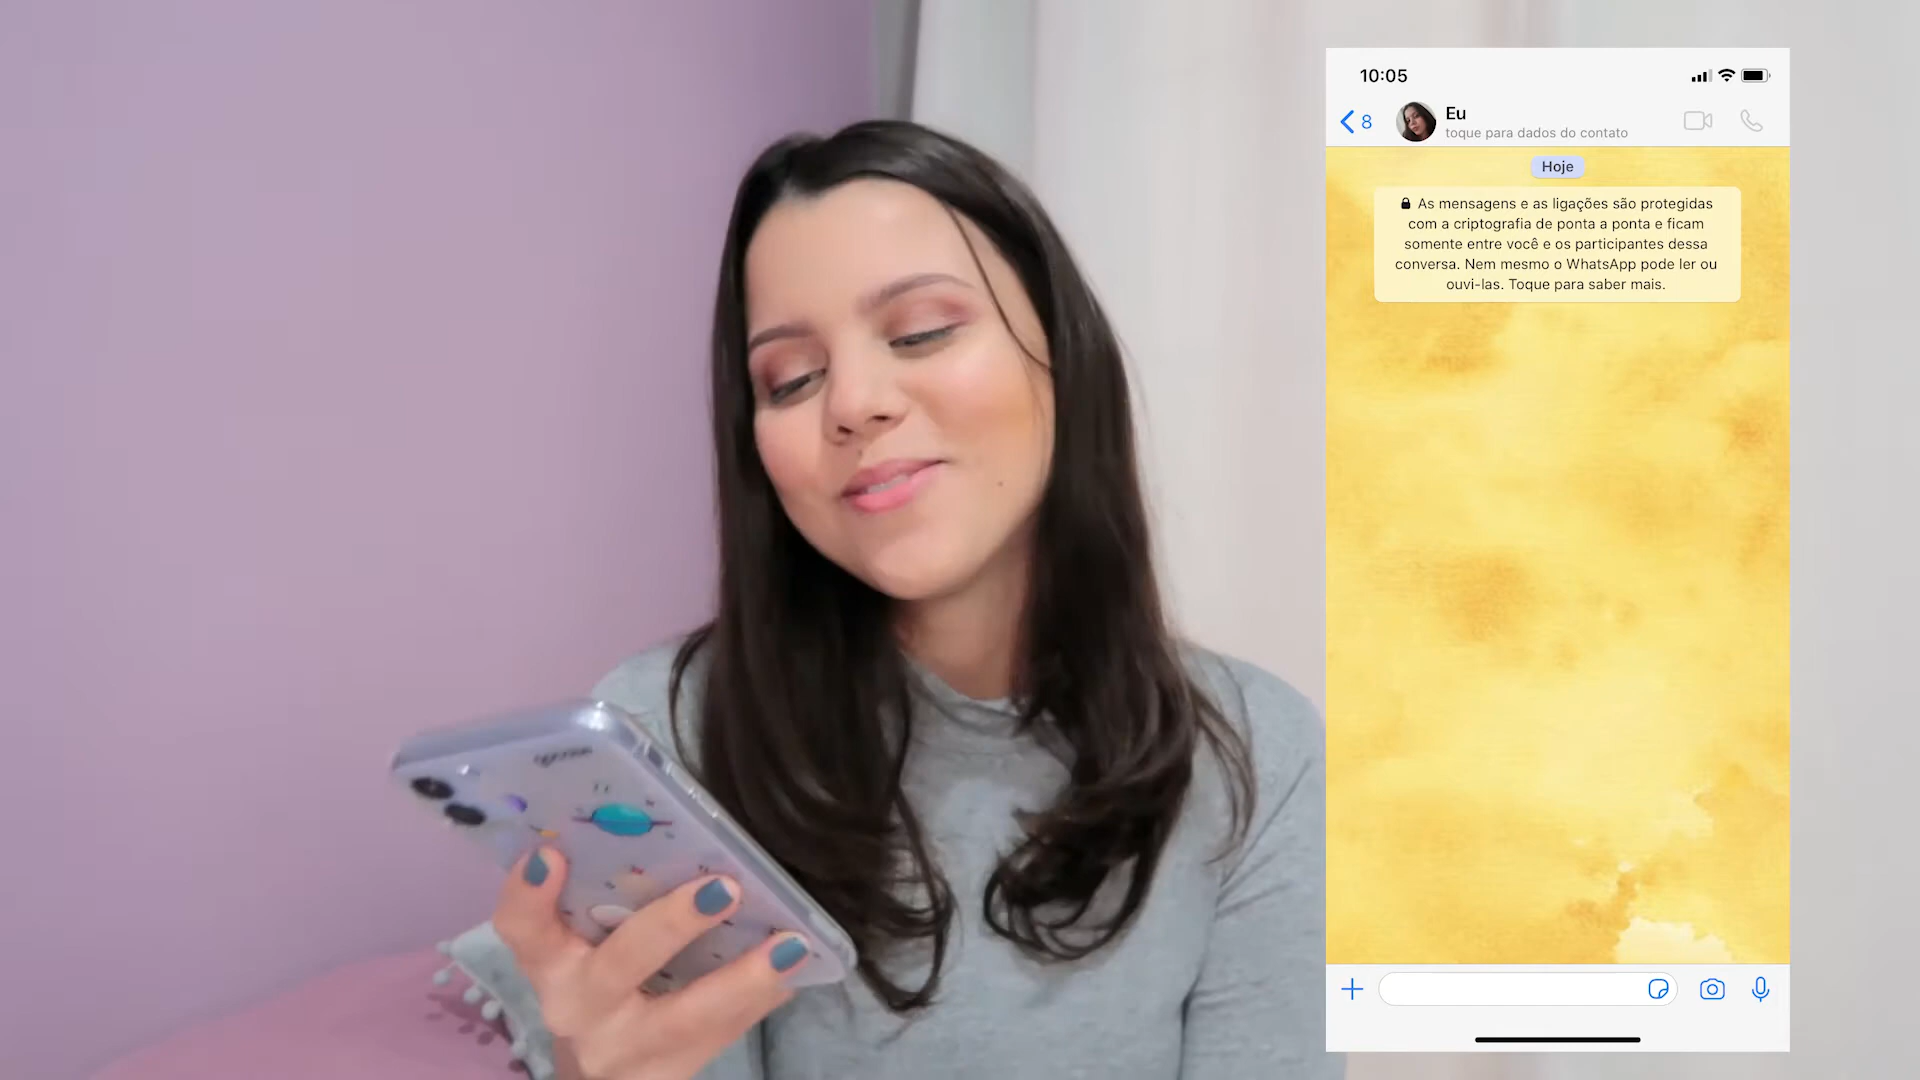 10:05
8
Eu
toque para dados do contato
Hoje
As mensagens e as ligações são protegidas
com a criptografia de ponta a ponta e ficam
somente entre você e os participantes dessa
conversa. Nem mesmo o WhatsApp pode ler ou
ouvi-las. Toque para saber mais.